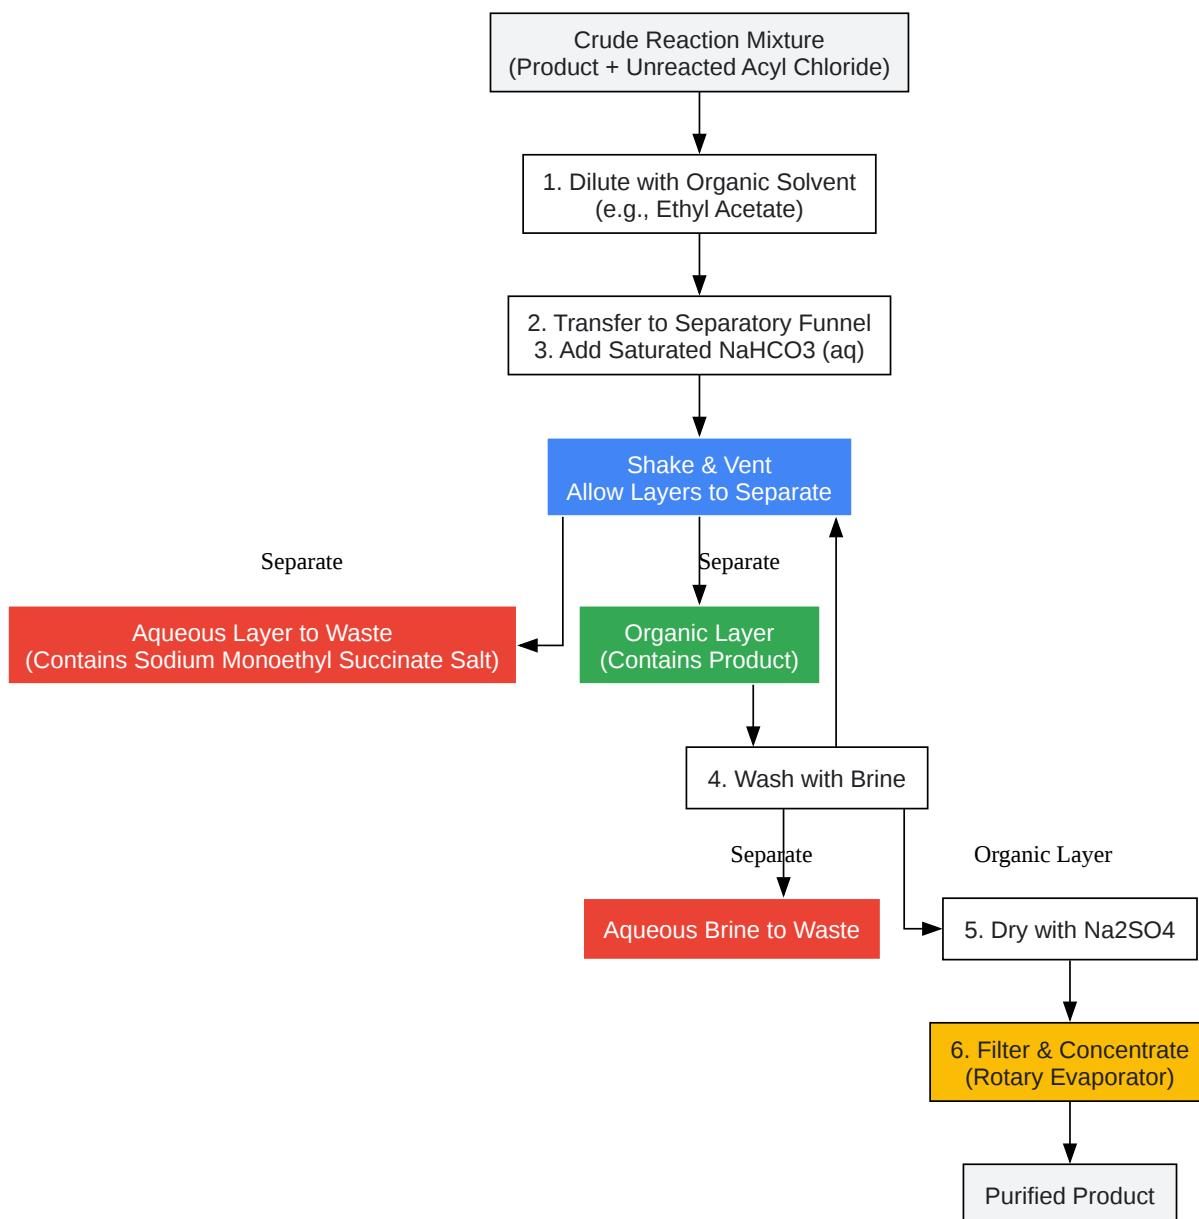 Crude Reaction Mixture
(Product + Unreacted Acyl Chloride)
1. Dilute with Organic Solvent
(e.g., Ethyl Acetate)
2. Transfer to Separatory Funnel
3. Add Saturated NaHCO3 (aq)
Shake & Vent
Allow Layers to Separate
Separate
Separate
Aqueous Layer to Waste
(Contains Sodium Monoethyl Succinate Salt)
Organic Layer
(Contains Product)
4. Wash with Brine
Separate
Organic Layer
Aqueous Brine to Waste
5. Dry with Na2SO4
6. Filter & Concentrate
(Rotary Evaporator)
Purified Product